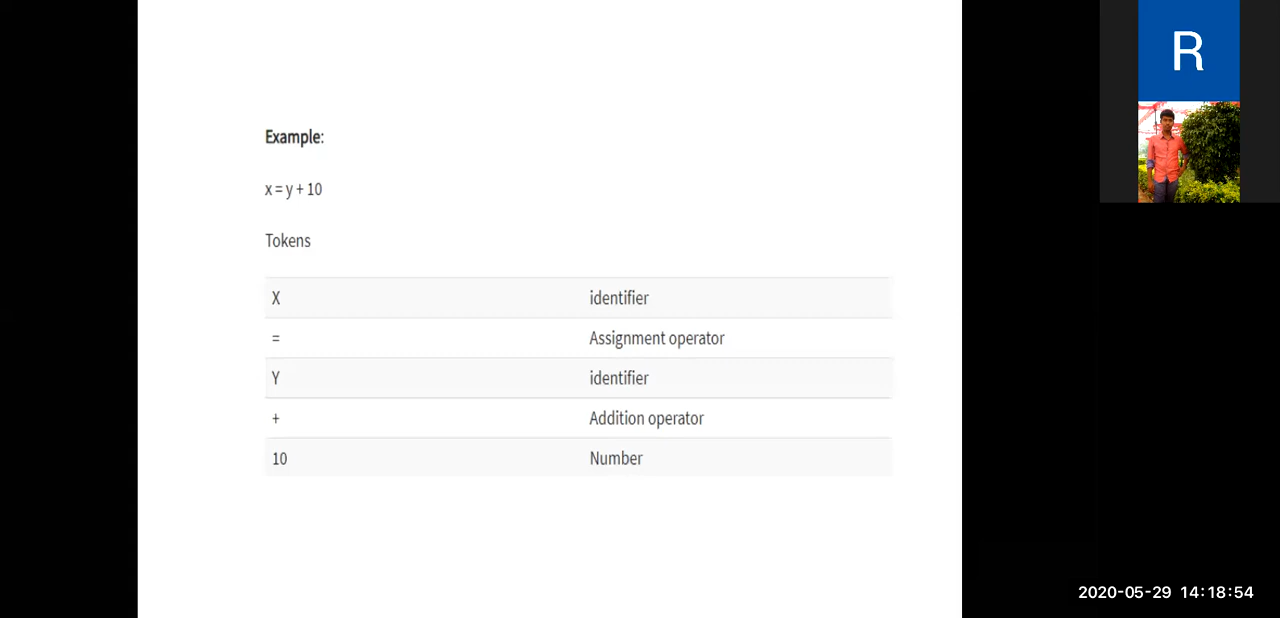 R
Example:
x = y + 10
Tokens
X identifier
= Assignment operator
Y identifier
+ Addition operator
10 Number
2020-05-29 14:18:54